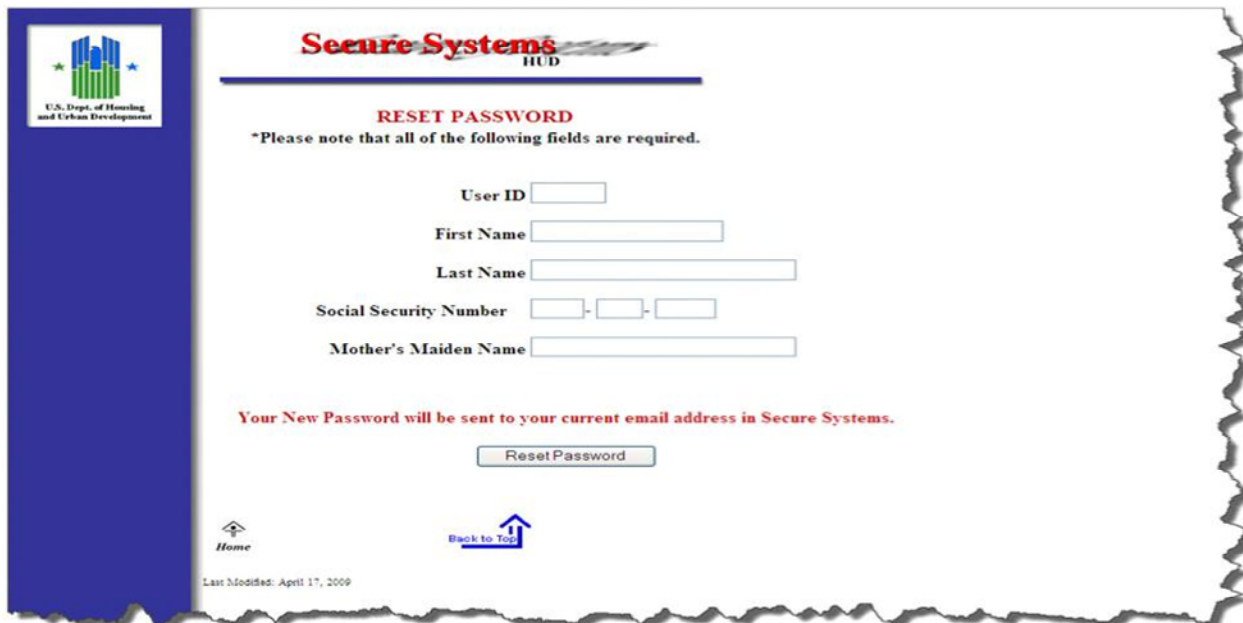 U.S. Dept. of Housing
and Urban Development
Secure Systems
HUD
RESET PASSWORD
*Please note that all of the following fields are required.
User ID
First Name
Last Name
Social Security Number - -
Mother's Maiden Name
Your New Password will be sent to your current email address in Secure Systems.
Reset Password
Home
Back to Top
Last Modified: April 17, 2009